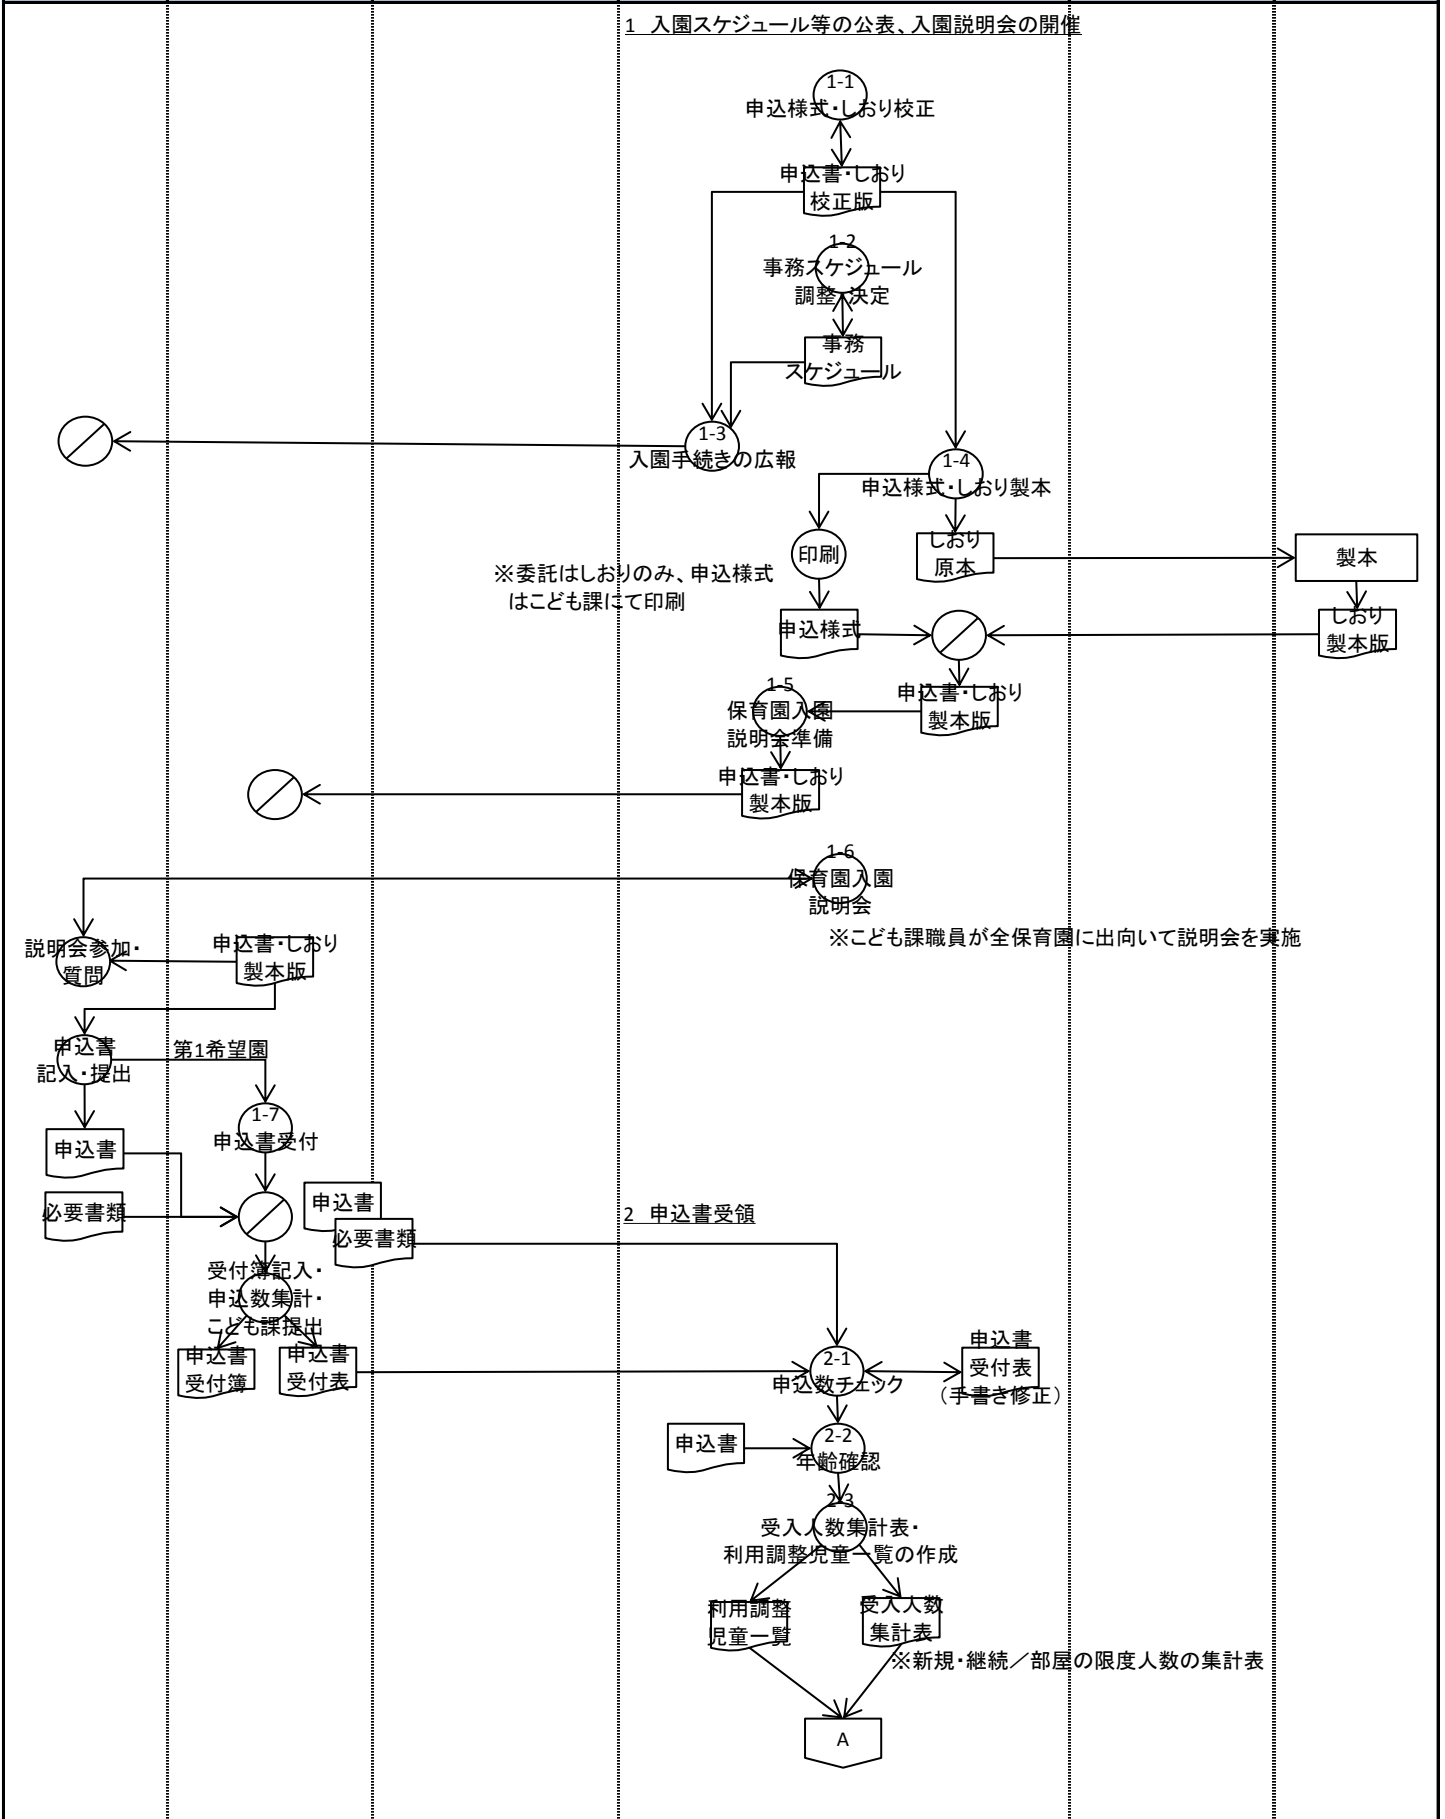 1 入園スケジュール等の公表、入園説明会の開催
1-1
申込様式・しおり校正
申込書・しおり
校正版
1-2
事務スケジュール
調整・決定
事務
スケジュール
1-3
入園手続きの広報
1-4
申込様式・しおり製本
印刷
しおり
原本
製本
※委託はしおりのみ、申込様式
はこども課にて印刷
申込様式
しおり
製本版
1-5
保育園入園
説明会準備
申込書・しおり
製本版
申込書・しおり
製本版
1-6
保育園入園
説明会
※こども課職員が全保育園に出向いて説明会を実施
説明会参加・
質問
申込書・しおり
製本版
申込書
記入・提出
第1希望園
1-7
申込書受付
申込書
必要書類
申込書
必要書類
2 申込書受領
受付簿記入・
申込数集計・
こども課提出
申込書
受付簿
申込書
受付表
2-1
申込数チェック
申込書
受付表
（手書き修正）
申込書
2-2
年齢確認
2-3
受入人数集計表・
利用調整児童一覧の作成
利用調整
児童一覧
受入人数
集計表
※新規・継続／部屋の限度人数の集計表
A